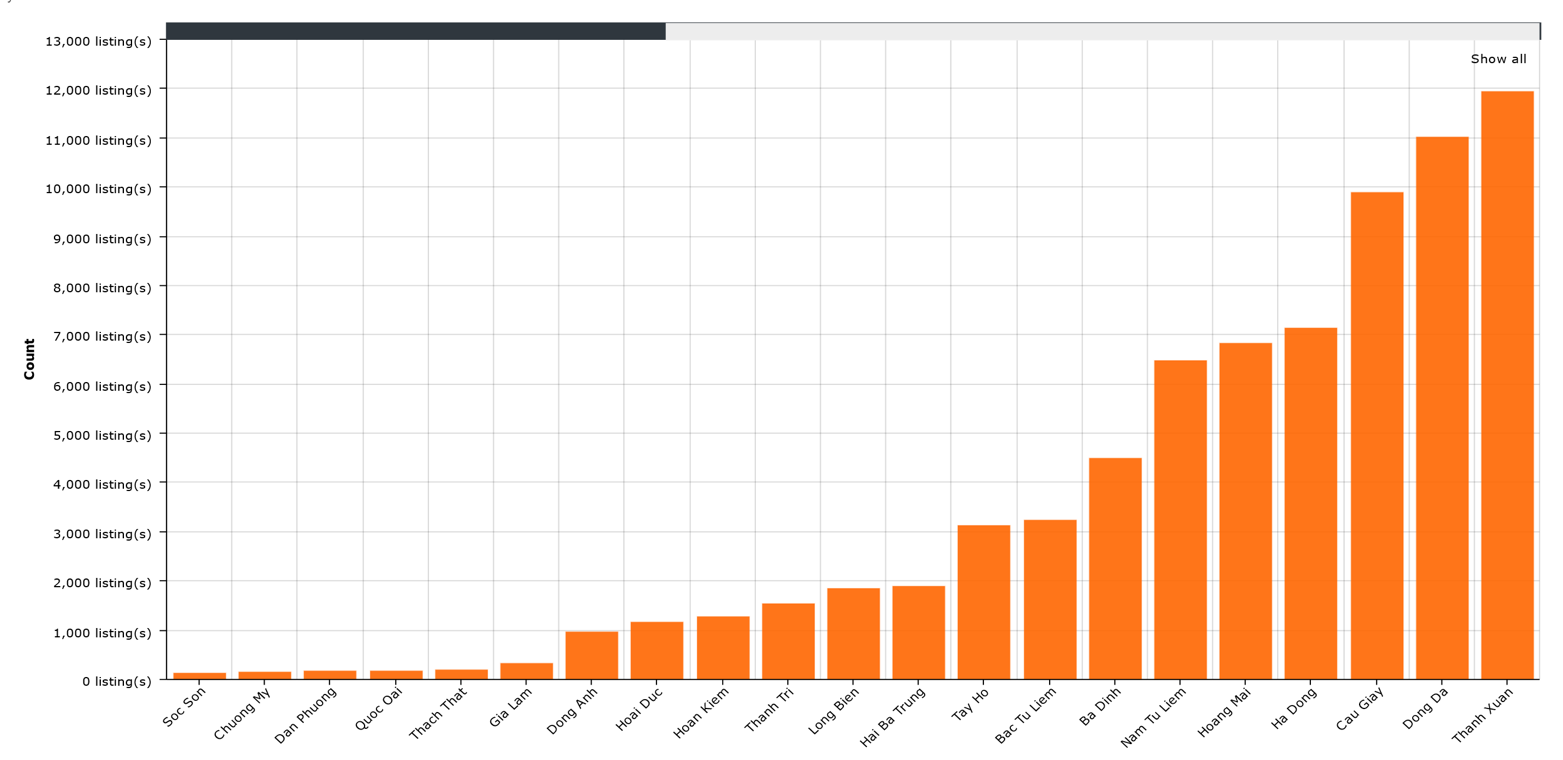 13,000 listing(s)
Show all
12,000 listing(s)
11,000 listing(s)
10,000 listing(s)
9,000 listing(s)
8,000 listing(s)
7,000 listing(s)
6,000 listing(s)
5,000 listing(s)
4,000 listing(s)
3,000 listing(s)
2,000 listing(s)
1,000 listing(s)
0 listing(s)
Count
Soc Son
Chuong My
Dan Phuong
Quoc Oai
Thach That
Gia Lam
Dong Anh
Hoai Duc
Hoan Kiem
Thanh Tri
Long Bien
Hai Ba Trung
Tay Ho
Bac Tu Liem
Ba Dinh
Nam Tu Liem
Hoang Mai
Ha Dong
Cau Giay
Dong Da
Thanh Xuan